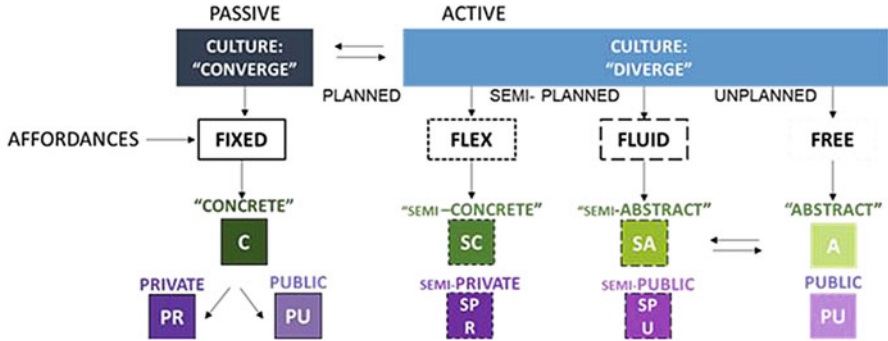 PASSIVE
ACTIVE
CULTURE:
“CONVERGE”
CULTURE:
“DIVERGE”
PLANNED
SEMI- PLANNED
UNPLANNED
AFFORDANCES
FIXED
FLEX
FLUID
FREE
“CONCRETE”
“SEMI–CONCRETE”
“SEMI-ABSTRACT”
“ABSTRACT”
C
SC
SA
A
PRIVATE
PUBLIC
SEMI-PRIVATE
SEMI-PUBLIC
PUBLIC
PR
PU
SP
R
SP
U
PU